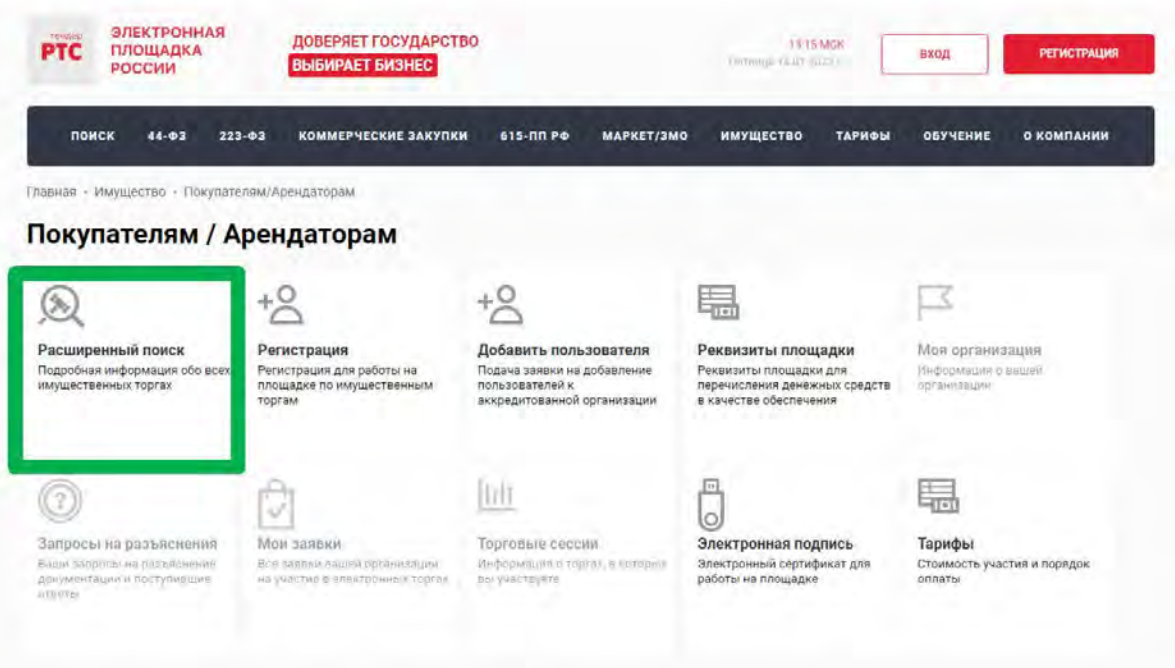 тендер
РТС
ЭЛЕКТРОННАЯ
ПЛОЩАДКА
РОССИИ
ДОВЕРЯЕТ ГОСУДАРСТВО
ВЫБИРАЕТ БИЗНЕС
МСК
ВХОД
РЕГИСТРАЦИЯ
ПОИСК 44-ФЗ 223-ФЗ КОММЕРЧЕСКИЕ ЗАКУПКИ 615-ПП РФ МАРКЕТ/ЗМО ИМУЩЕСТВО ТАРИФЫ ОБУЧЕНИЕ О КОМПАНИИ
Главная • Имущество • Покупателям/Арендаторам
Покупателям / Арендаторам
Расширенный поиск
Подробная информация обо всех
имущественных торгах
Регистрация
Регистрация для работы на
площадке по имущественным
торгам
Добавить пользователя
Подача заявки на добавление
пользователей к
аккредитованной организации
Реквизиты площадки
Реквизиты площадки для
перечисления денежных средств
в качестве обеспечения
Моя организация
Информация о вашей
организации
Запросы на разъяснения
Ваши запросы на разъяснение
документации и поступившие
ответы
Мои заявки
Все заявки вашей организации
на участие в электронных торгах
Торговые сессии
Информация о торгах, в которых
вы участвуете
Электронная подпись
Электронный сертификат для
работы на площадке
Тарифы
Стоимость участия и порядок
оплаты